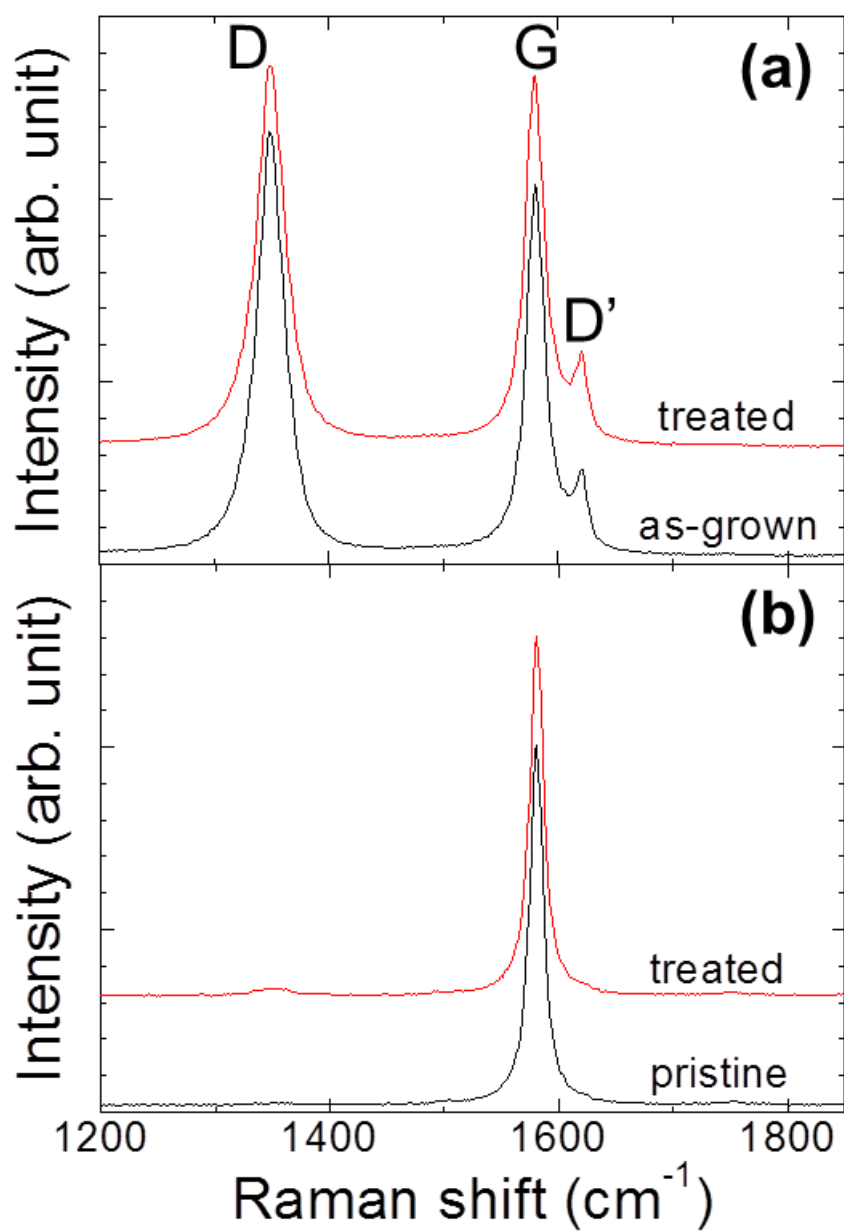 D G (a)
D’
treated
as-grown
Intensity (arb. unit)
(b)
treated
pristine
Intensity (arb. unit)
1200 1400 1600 1800
Raman shift (cm⁻¹)